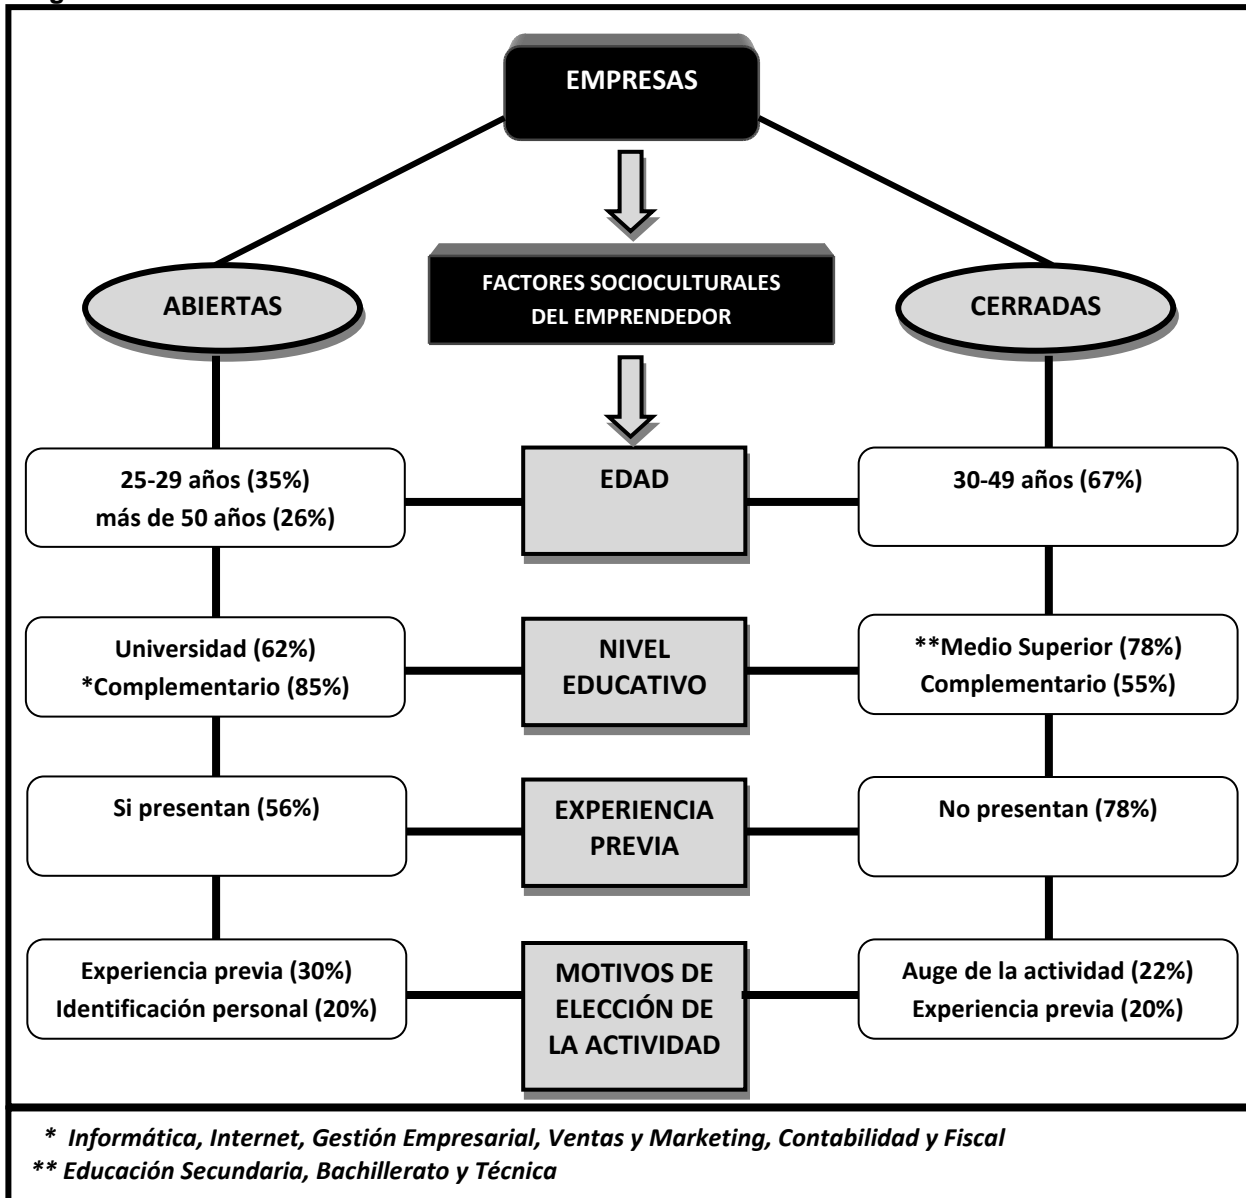 EMPRESAS
ABIERTAS
FACTORES SOCIOCULTURALES
DEL EMPRENDEDOR
CERRADAS
25-29 años (35%)
más de 50 años (26%)
EDAD
30-49 años (67%)
Universidad (62%)
*Complementario (85%)
NIVEL
EDUCATIVO
**Medio Superior (78%)
Complementario (55%)
Si presentan (56%)
EXPERIENCIA
PREVIA
No presentan (78%)
Experiencia previa (30%)
Identificación personal (20%)
MOTIVOS DE
ELECCIÓN DE
LA ACTIVIDAD
Auge de la actividad (22%)
Experiencia previa (20%)
* Informática, Internet, Gestión Empresarial, Ventas y Marketing, Contabilidad y Fiscal
** Educación Secundaria, Bachillerato y Técnica